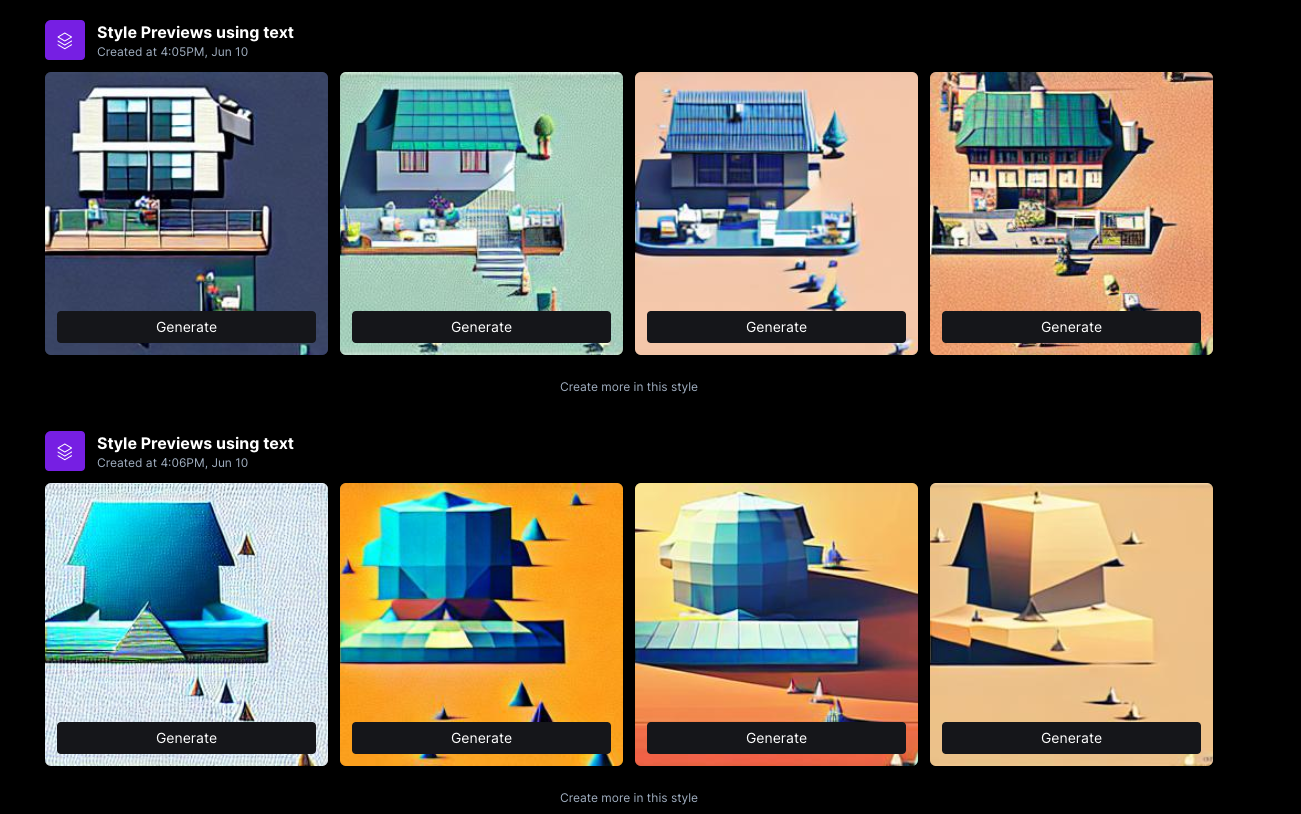 Style Previews using text
Created at 4:05PM, Jun 10
Generate
Generate
Generate
Generate
Create more in this style
Style Previews using text
Created at 4:06PM, Jun 10
Generate
Generate
Generate
Generate
Create more in this style